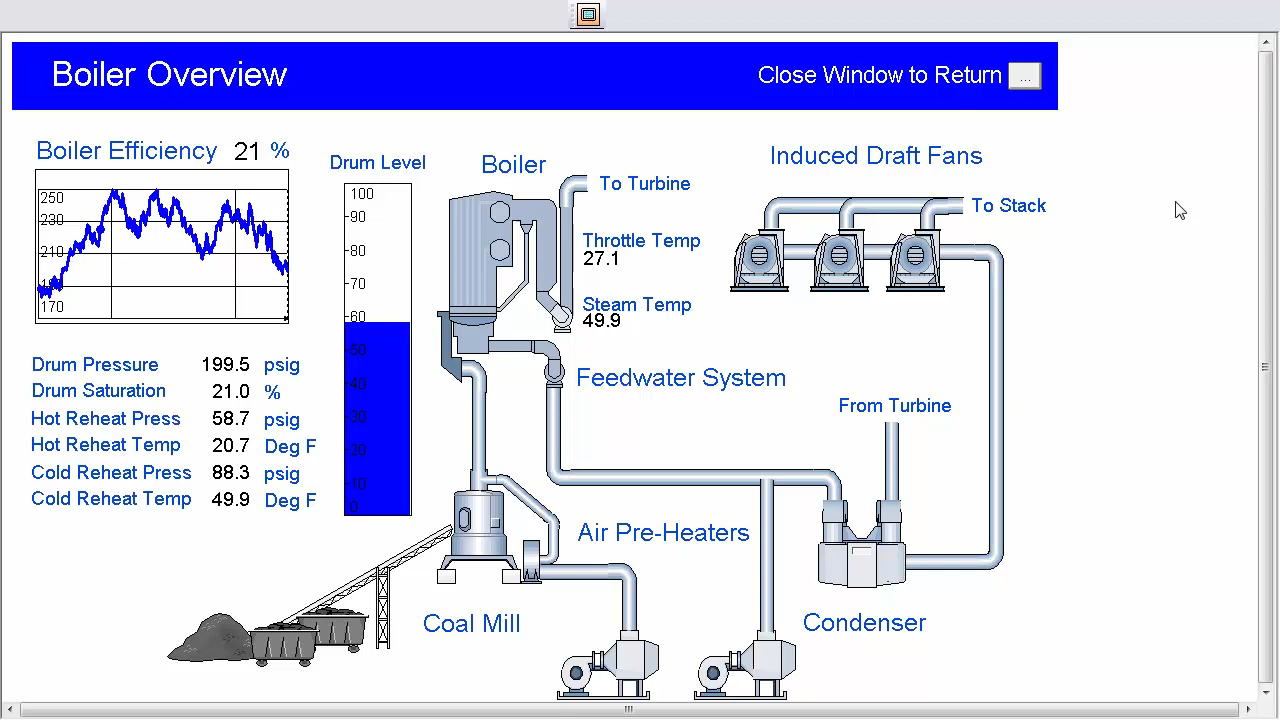 Boiler Overview
Close Window to Return ...
Boiler Efficiency 21 %
250
230
210
170
Drum Level
100
90
80
70
60
50
40
30
20
10
0
Boiler
To Turbine
Throttle Temp
27.1
Steam Temp
49.9
Induced Draft Fans
To Stack
Drum Pressure 199.5 psig
Drum Saturation 21.0 %
Hot Reheat Press 58.7 psig
Hot Reheat Temp 20.7 Deg F
Cold Reheat Press 88.3 psig
Cold Reheat Temp 49.9 Deg F
Feedwater System
From Turbine
Air Pre-Heaters
Coal Mill
Condenser